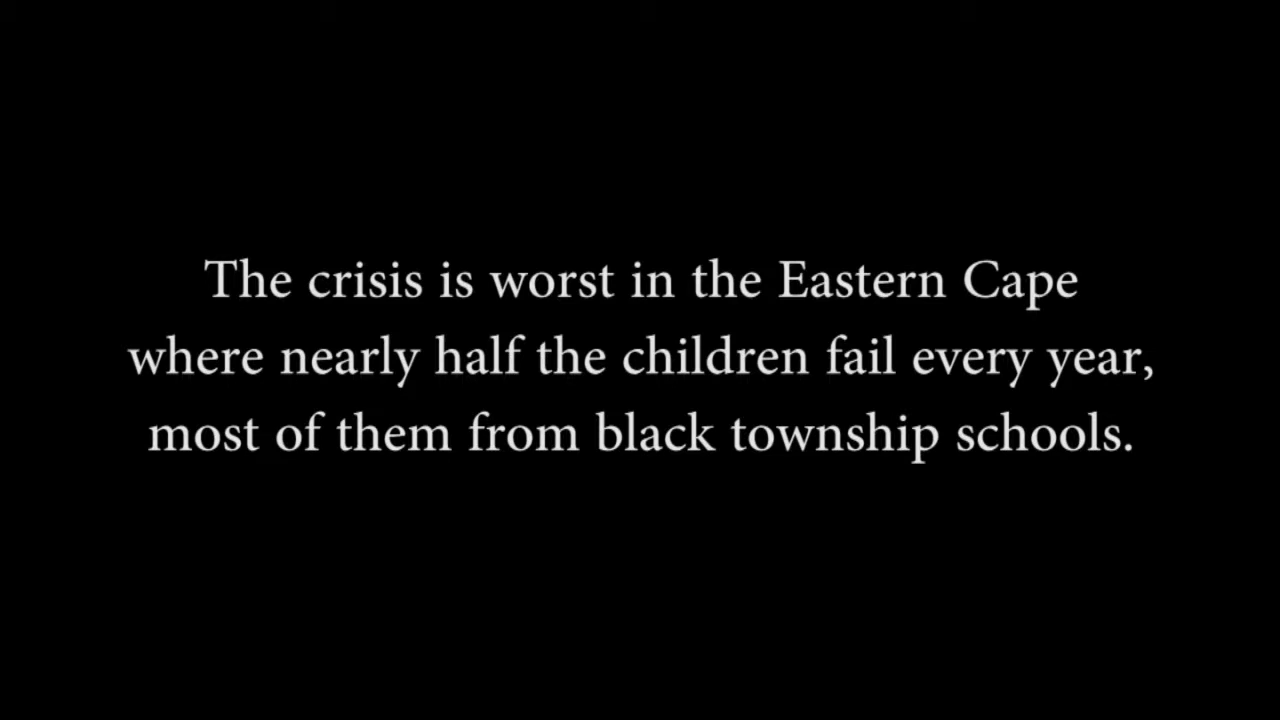 The crisis is worst in the Eastern Cape
where nearly half the children fail every year,
most of them from black township schools.